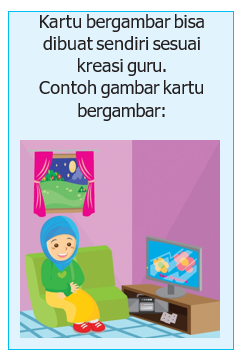 Kartu bergambar bisa
dibuat sendiri sesuai
kreasi guru.
Contoh gambar kartu
bergambar: